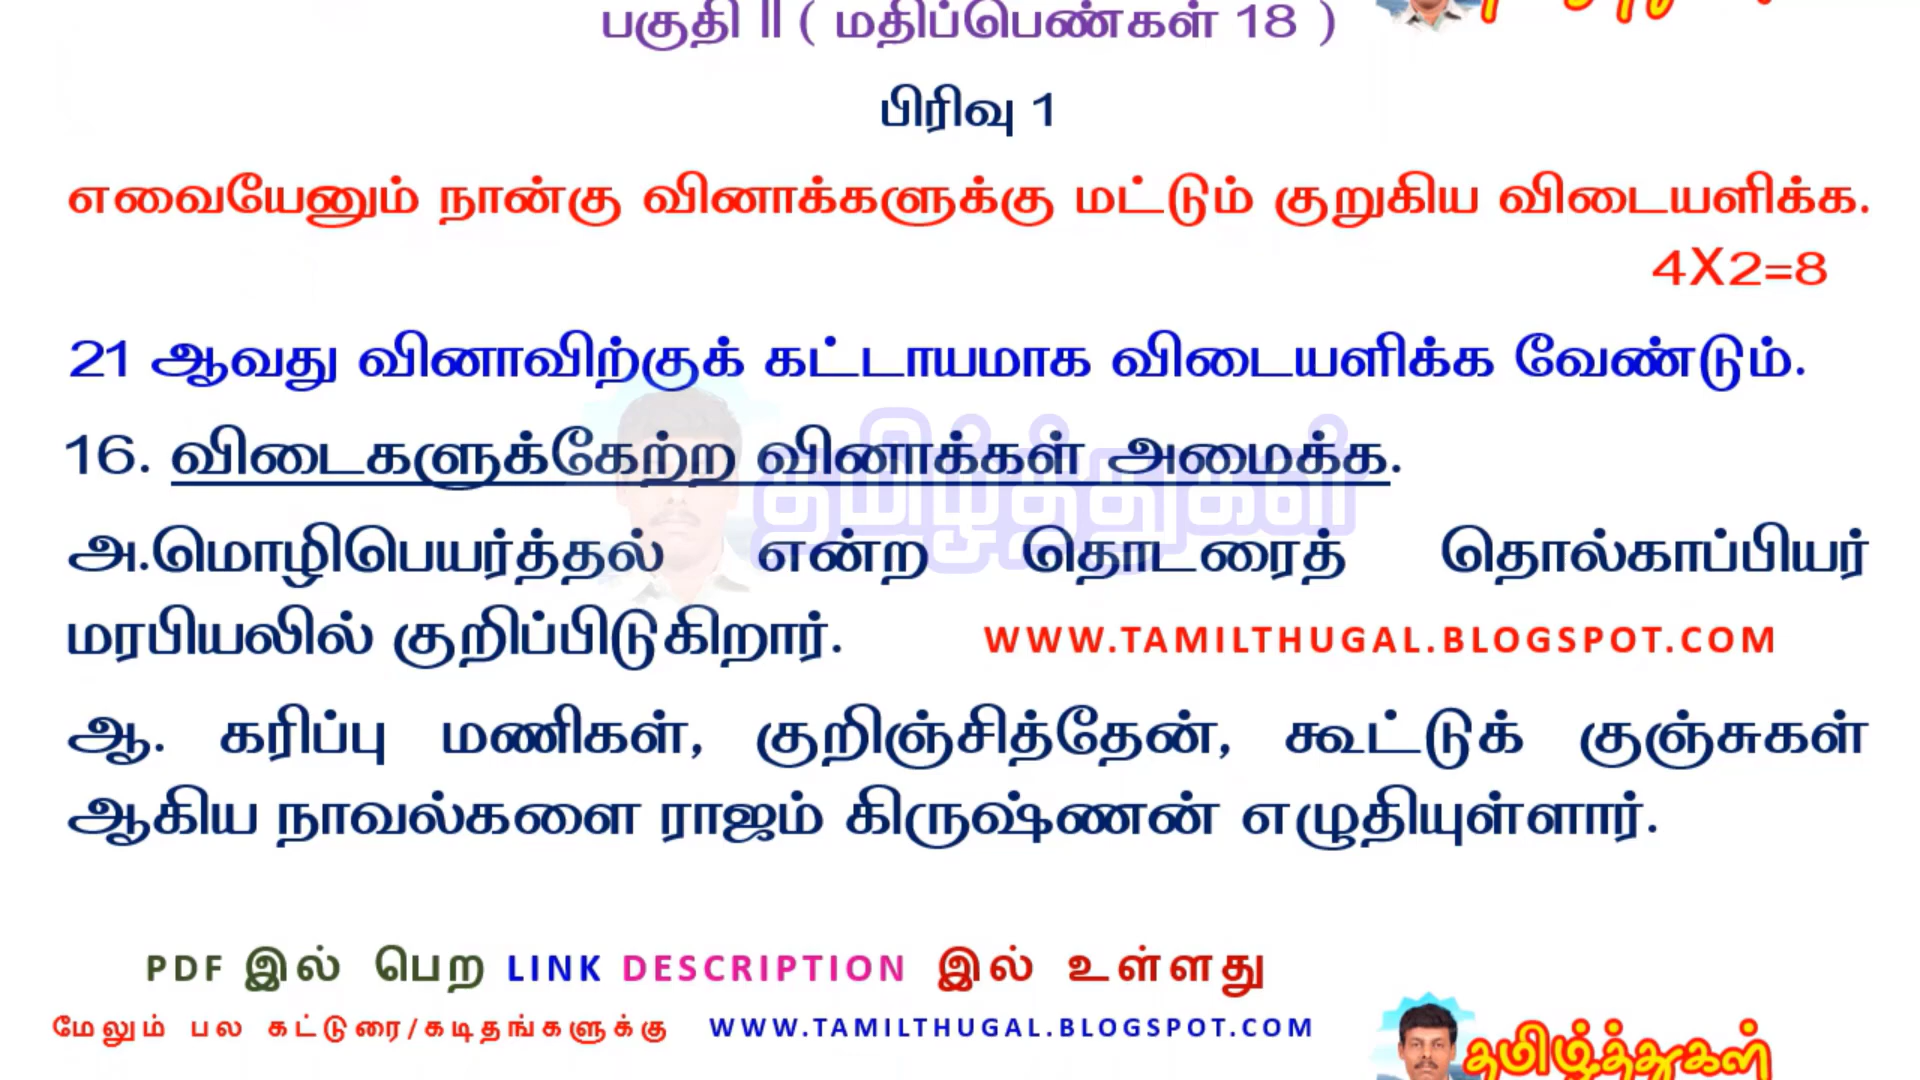 பகுதி II ( மதிப்பெண்கள் 18 )
பிரிவு 1
எவையேனும் நான்கு வினாக்களுக்கு மட்டும் குறுகிய விடையளிக்க.
4X2=8
21 ஆவது வினாவிற்குக் கட்டாயமாக விடையளிக்க வேண்டும்.
16. விடைகளுக்கேற்ற வினாக்கள் அமைக்க.
தமிழ்த்துகள்
அ.மொழிபெயர்த்தல் என்ற தொடரைத் தொல்காப்பியர்
மரபியலில் குறிப்பிடுகிறார்.
WWW.TAMILTHUGAL.BLOGSPOT.COM
ஆ. கரிப்பு மணிகள், குறிஞ்சித்தேன், கூட்டுக் குஞ்சுகள்
ஆகிய நாவல்களை ராஜம் கிருஷ்ணன் எழுதியுள்ளார்.
PDF இல் பெற LINK DESCRIPTION இல் உள்ளது
மேலும் பல கட்டுரை/கடிதங்களுக்கு WWW.TAMILTHUGAL.BLOGSPOT.COM
தமிழ்த்துகள்